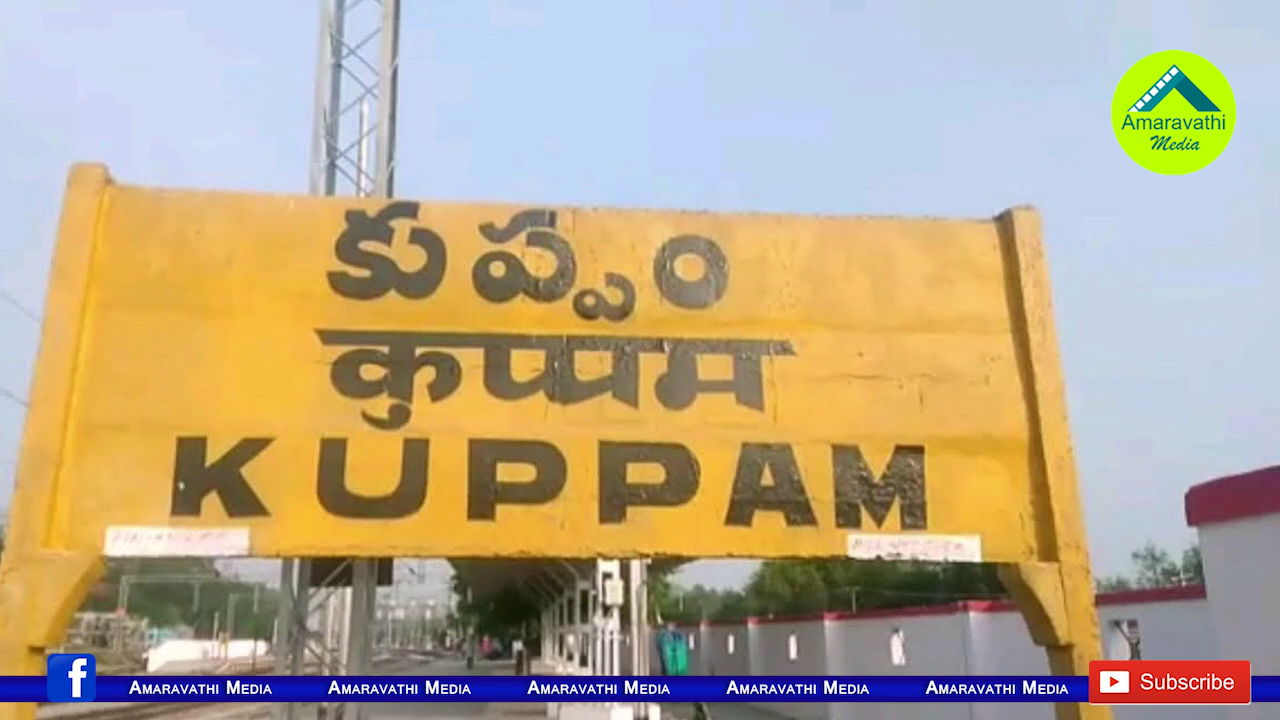 కుప్పం
कुप्पम
KUPPAM
Amaravathi
Media
f
AMARAVATHI MEDIA AMARAVATHI MEDIA AMARAVATHI MEDIA AMARAVATHI MEDIA AMARAVATHI MEDIA
Subscribe